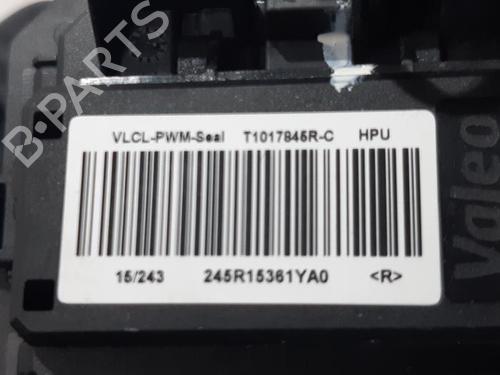 VLCL-PWM-Seal T1017845R-C HPU
15/243 245R15361YA0 <R>
Valeo
B-PARTS